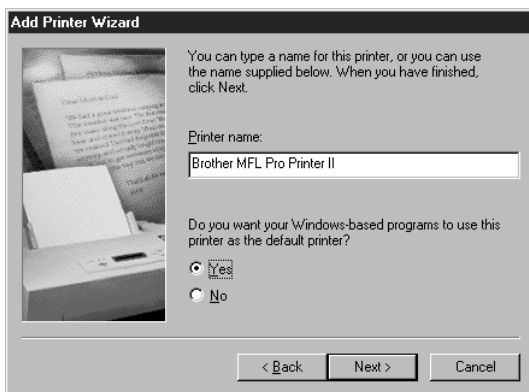 Add Printer Wizard
You can type a name for this printer, or you can use
the name supplied below. When you have finished,
click Next.
Printer name:
Brother MFL Pro Printer II
Do you want your Windows-based programs to use this
printer as the default printer?
Yes
No
< Back
Next >
Cancel